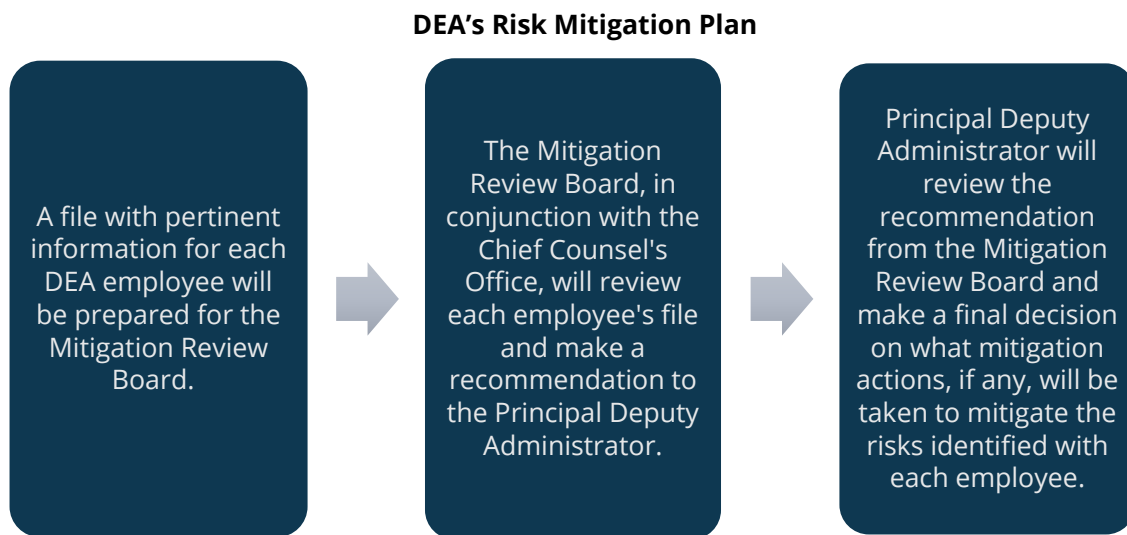 DEA’s Risk Mitigation Plan
A file with pertinent
information for each
DEA employee will
be prepared for the
Mitigation Review
Board.
The Mitigation
Review Board, in
conjunction with the
Chief Counsel's
Office, will review
each employee's file
and make a
recommendation to
the Principal Deputy
Administrator.
Principal Deputy
Administrator will
review the
recommendation
from the Mitigation
Review Board and
make a final decision
on what mitigation
actions, if any, will be
taken to mitigate the
risks identified with
each employee.